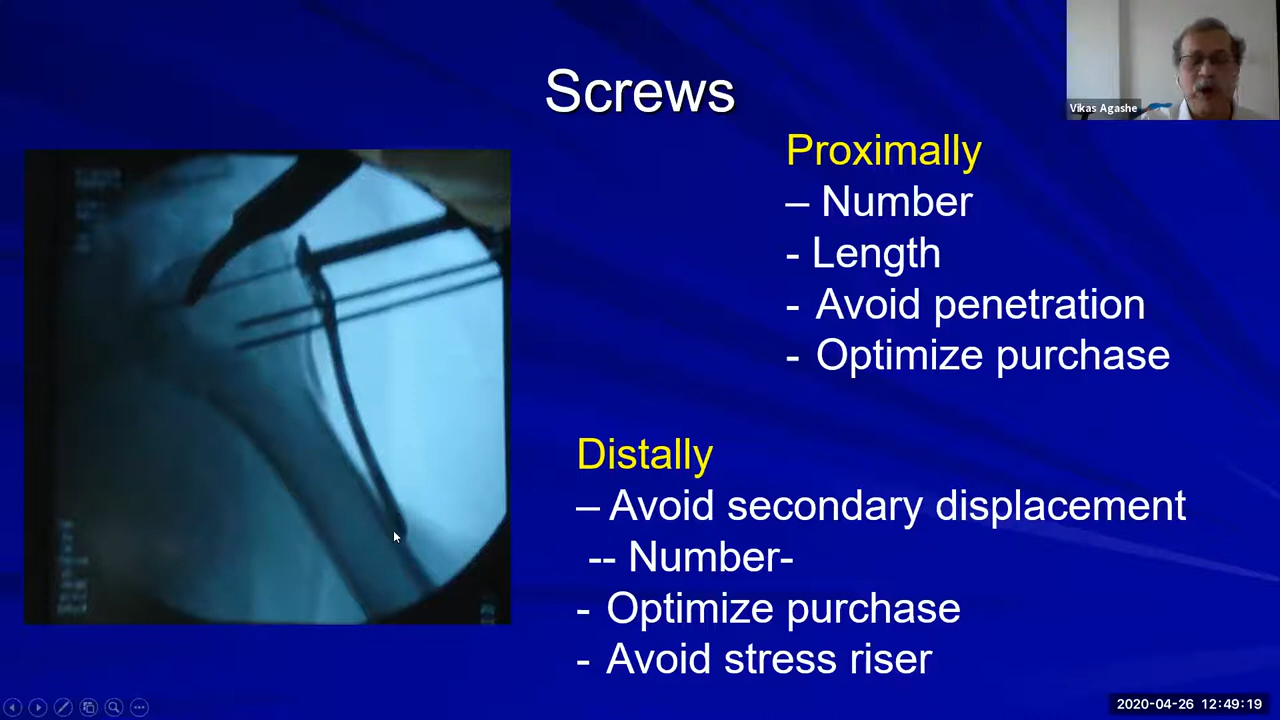 Screws
Vikas Agashe
Proximally
– Number
- Length
- Avoid penetration
- Optimize purchase
Distally
– Avoid secondary displacement
-- Number-
- Optimize purchase
- Avoid stress riser
2020-04-26 12:49:19